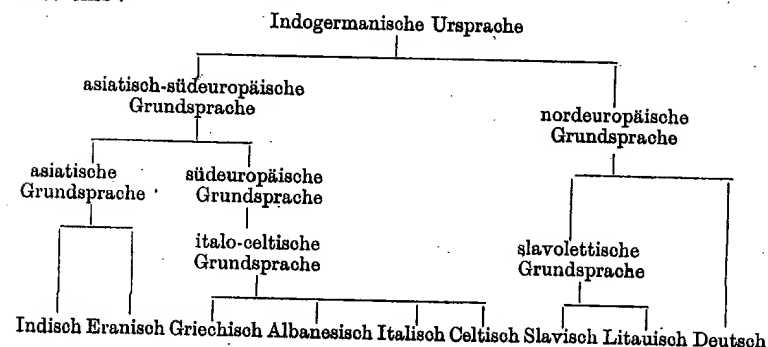 Indogermanische Ursprache
asiatisch-südeuropäische
Grundsprache
nordeuropäische
Grundsprache
asiatische
Grundsprache
südeuropäische
Grundsprache
italo-celtische
Grundsprache
slavolettische
Grundsprache
Indisch Eranisch Griechisch Albanesisch Italisch Celtisch Slavisch Litauisch Deutsch